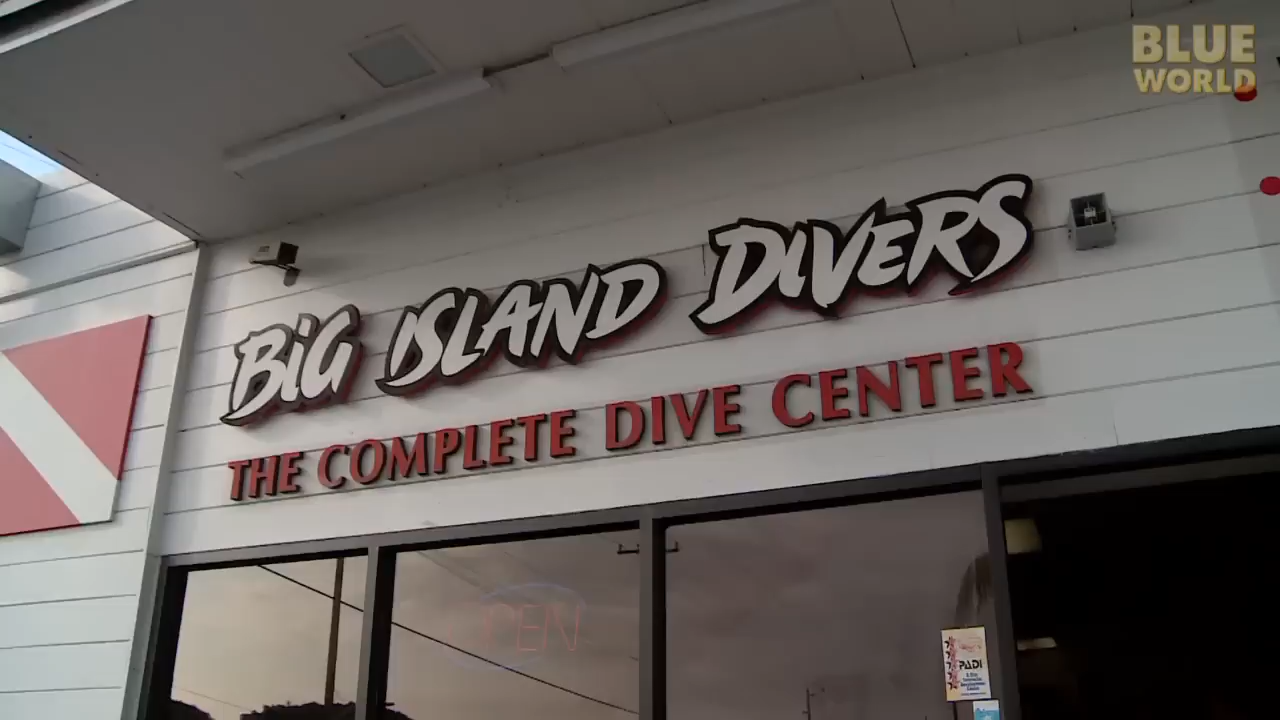 BLUE
WORLD
BIG ISLAND DIVERS
THE COMPLETE DIVE CENTER
OPEN
PADI